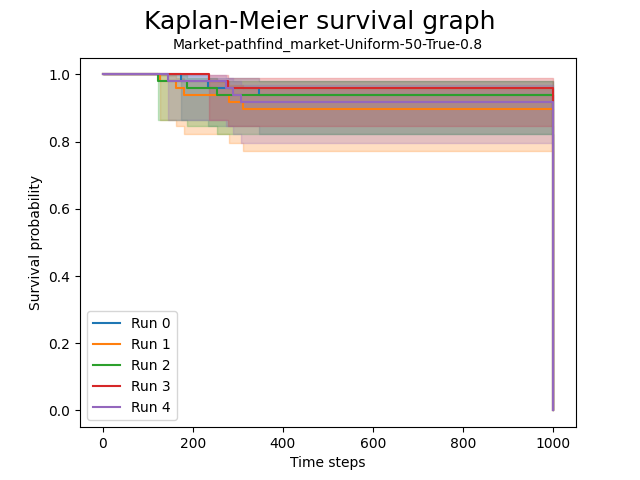 Kaplan-Meier survival graph
Market-pathfind_market-Uniform-50-True-0.8
1.0
0.8
0.6
0.4
0.2
0.0
Survival probability
Run 0
Run 1
Run 2
Run 3
Run 4
0 200 400 600 800 1000
Time steps